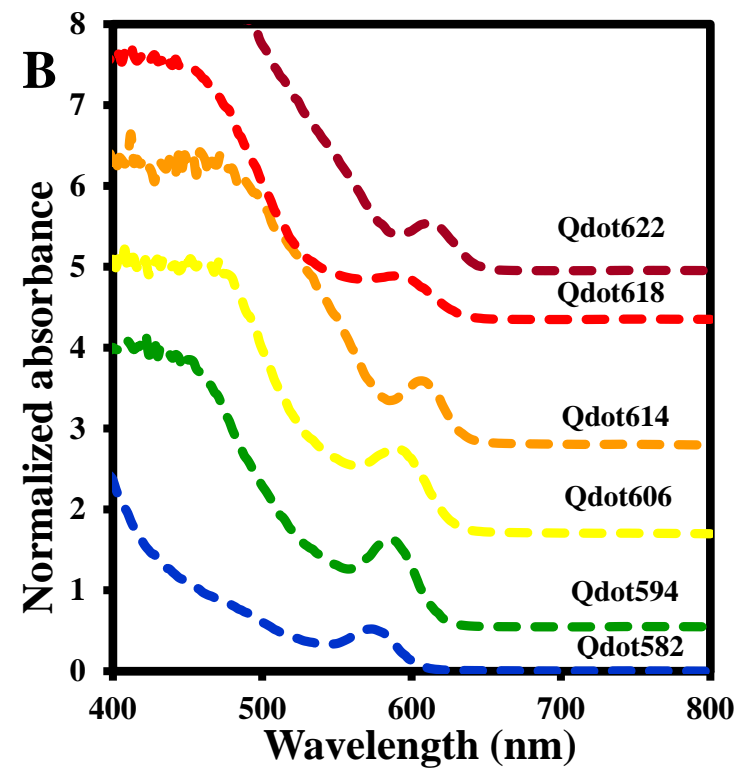 B
Normalized absorbance
8
7
6
5
4
3
2
1
0
Qdot622
Qdot618
Qdot614
Qdot606
Qdot594
Qdot582
400 500 600 700 800
Wavelength (nm)